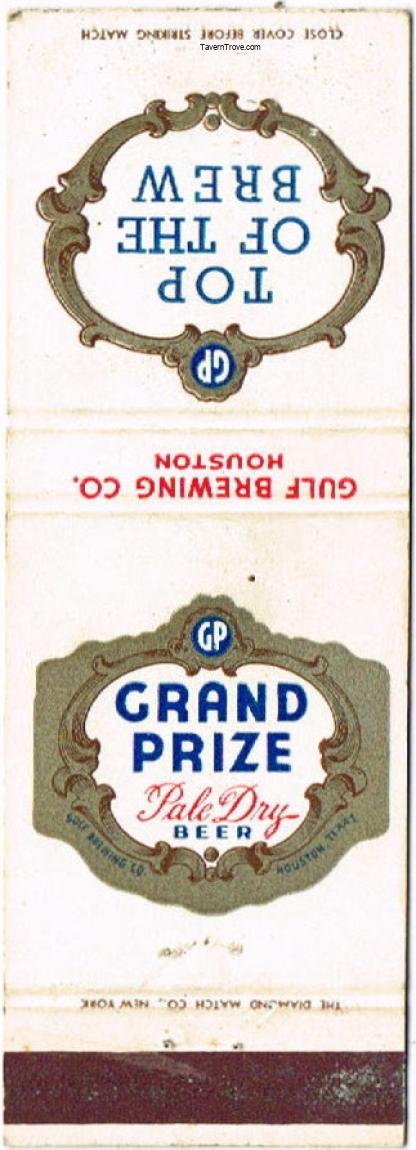 CLOSE COVER BEFORE STRIKING MATCH
TavernTrove.com
TOP
OF THE
BREW
GP
GULF BREWING CO.
HOUSTON
GP
GRAND
PRIZE
Pale Dry
BEER
GULF BREWING CO. HOUSTON, TEXAS
THE DIAMOND MATCH CO., NEW YORK